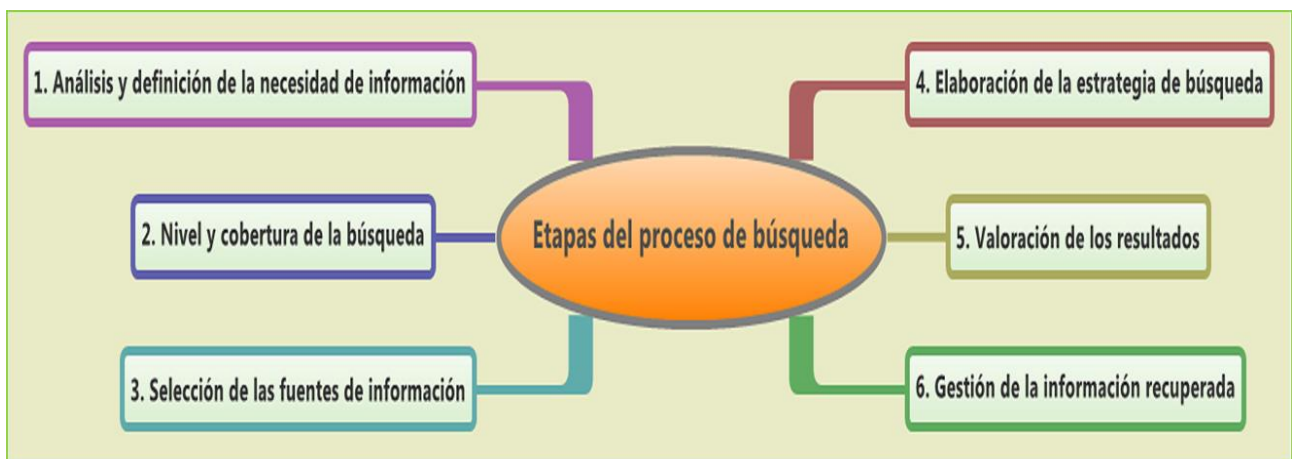 1. Análisis y definición de la necesidad de información
2. Nivel y cobertura de la búsqueda
3. Selección de las fuentes de información
Etapas del proceso de búsqueda
4. Elaboración de la estrategia de búsqueda
5. Valoración de los resultados
6. Gestión de la información recuperada